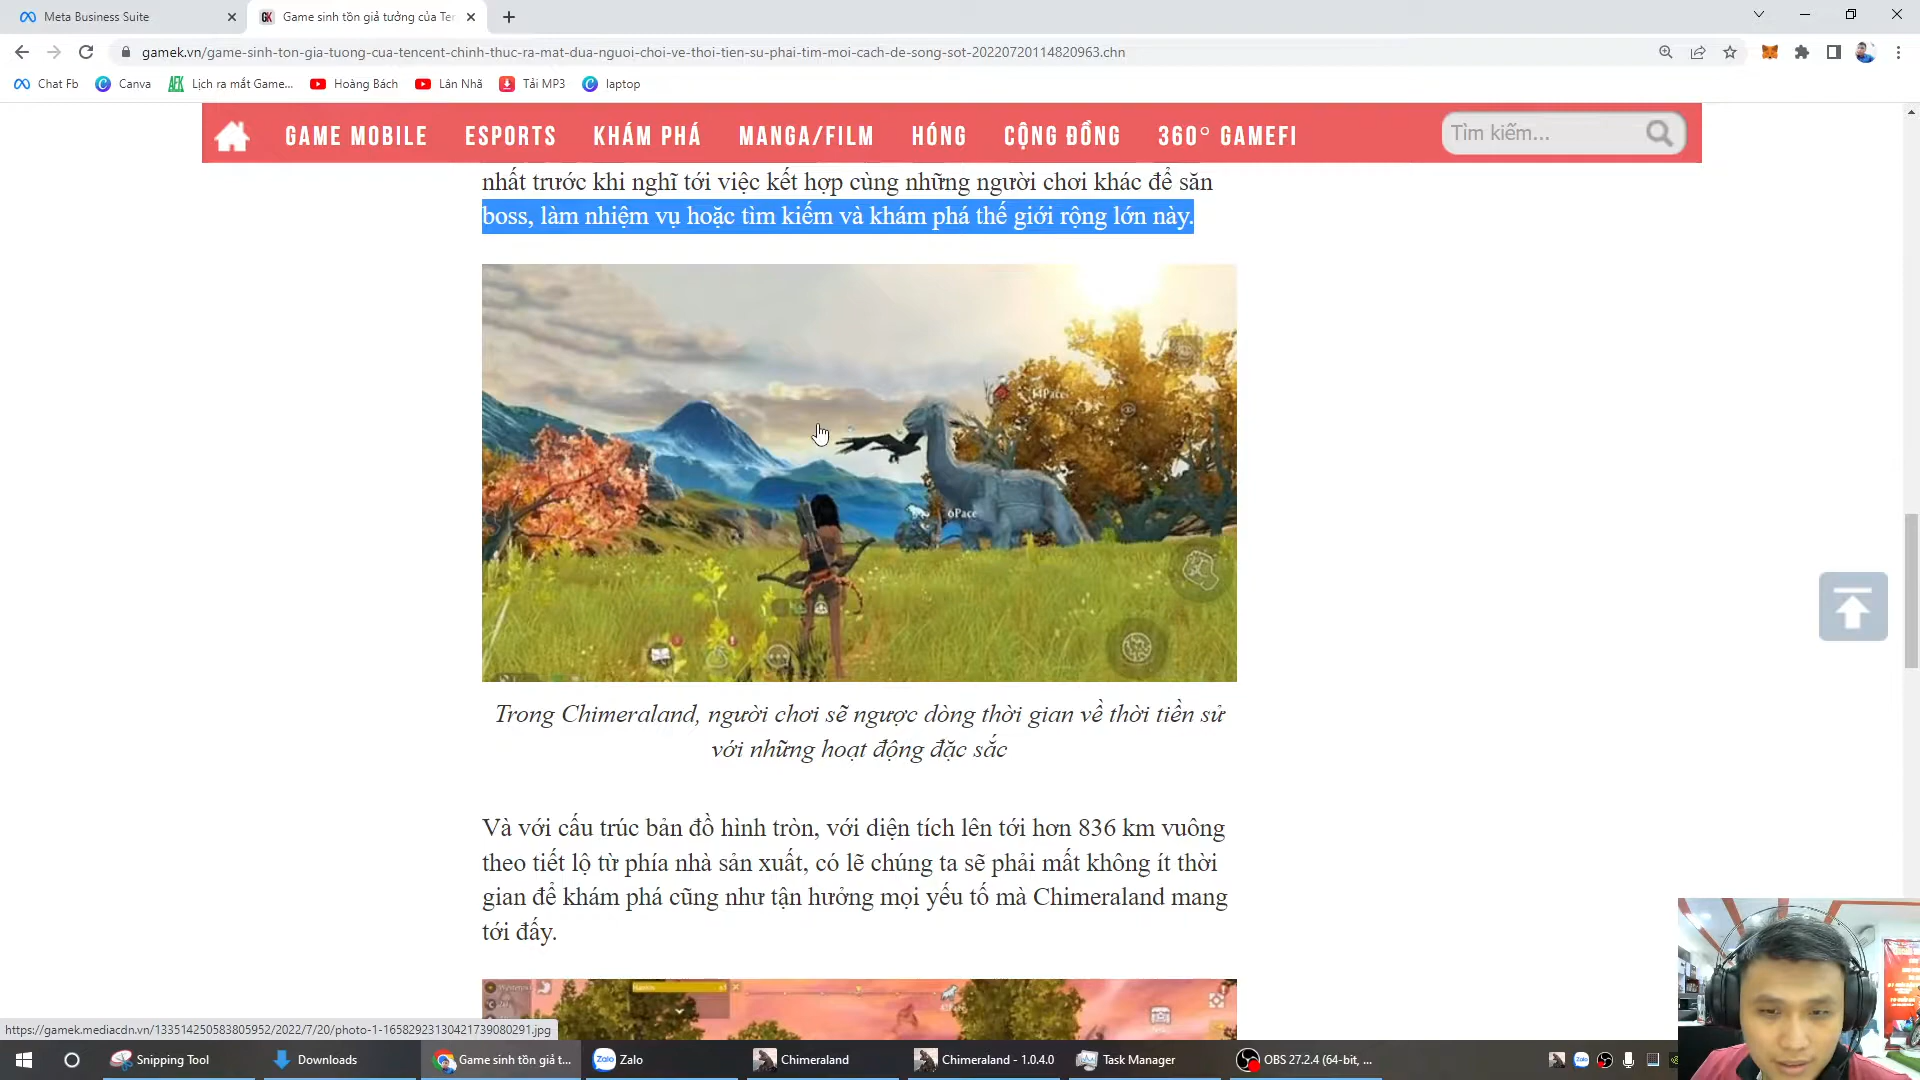 Meta Business Suite
Game sinh tồn giả tưởng của Ter
gamek.vn/game-sinh-ton-gia-tuong-cua-tencent-chinh-thuc-ra-mat-dua-nguoi-choi-ve-thoi-tien-su-phai-tim-moi-cach-de-song-sot-20220720114820963.chn
Chat Fb
Canva
Lịch ra mắt Game...
Hoàng Bách
Lân Nhã
Tải MP3
laptop
GAME MOBILE
ESPORTS
KHÁM PHÁ
MANGA/FILM
HÓNG
CỘNG ĐỒNG
360° GAMEFI
Tìm kiếm...
nhất trước khi nghĩ tới việc kết hợp cùng những người chơi khác để săn
boss, làm nhiệm vụ hoặc tìm kiếm và khám phá thế giới rộng lớn này.
6Pace
Trong Chimeraland, người chơi sẽ ngược dòng thời gian về thời tiền sử
với những hoạt động đặc sắc
Và với cấu trúc bản đồ hình tròn, với diện tích lên tới hơn 836 km vuông
theo tiết lộ từ phía nhà sản xuất, có lẽ chúng ta sẽ phải mất không ít thời
gian để khám phá cũng như tận hưởng mọi yếu tố mà Chimeraland mang
tới đấy.
https://gamek.mediacdn.vn/133514250583805952/2022/7/20/photo-1-16582923130421739080291.jpg
Snipping Tool
Downloads
Game sinh tồn giả t...
Zalo
Chimeraland
Chimeraland - 1.0.4.0
Task Manager
OBS 27.2.4 (64-bit, ...